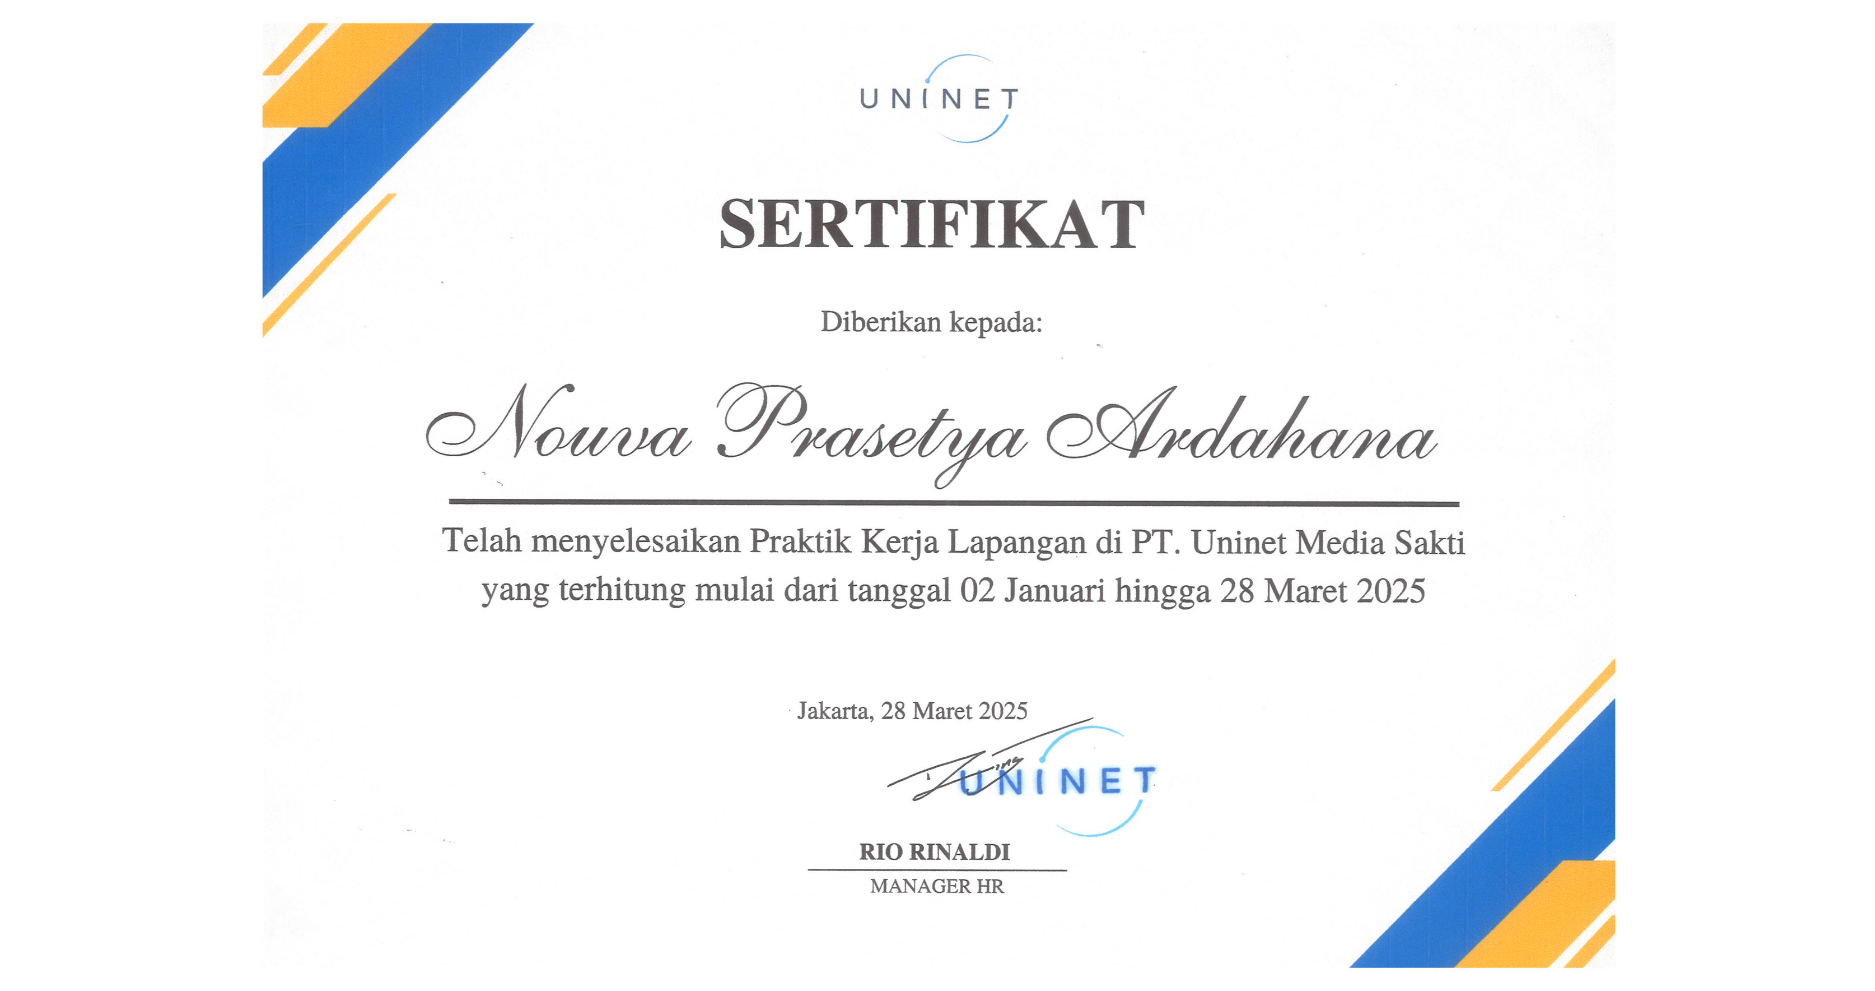 UNINET
SERTIFIKAT
Diberikan kepada:
Nouva Prasetya Ardahana
Telah menyelesaikan Praktik Kerja Lapangan di PT. Uninet Media Sakti
yang terhitung mulai dari tanggal 02 Januari hingga 28 Maret 2025
Jakarta, 28 Maret 2025
UNINET
RIO RINALDI
MANAGER HR